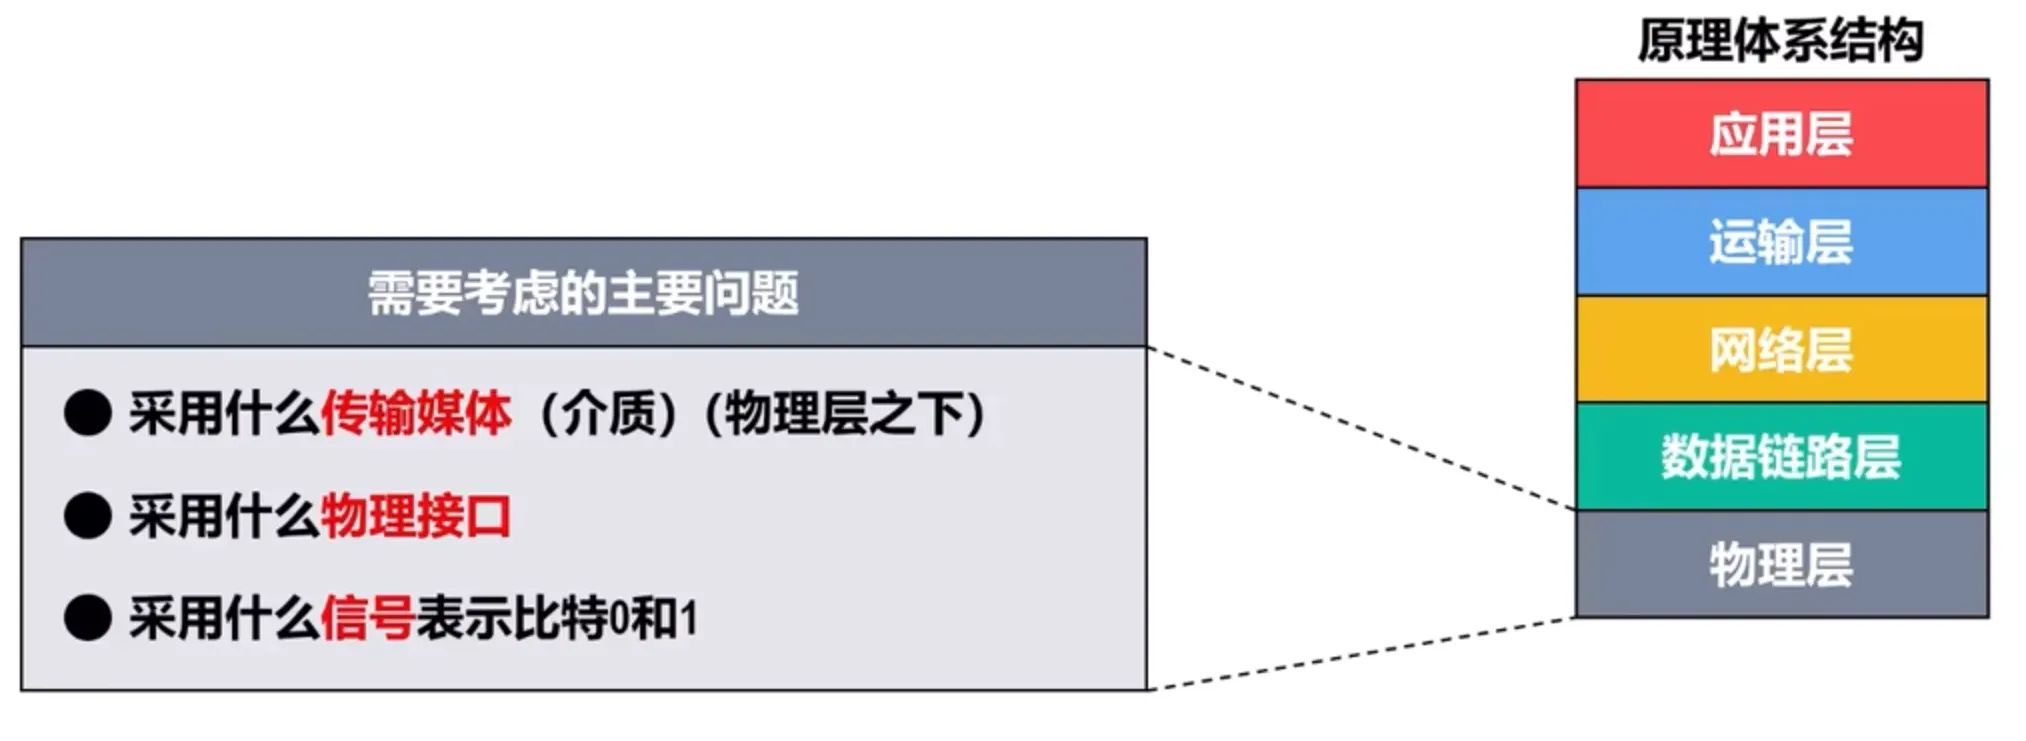 原理体系结构
应用层
运输层
网络层
数据链路层
物理层
需要考虑的主要问题
● 采用什么传输媒体（介质）（物理层之下）
● 采用什么物理接口
● 采用什么信号表示比特0和1